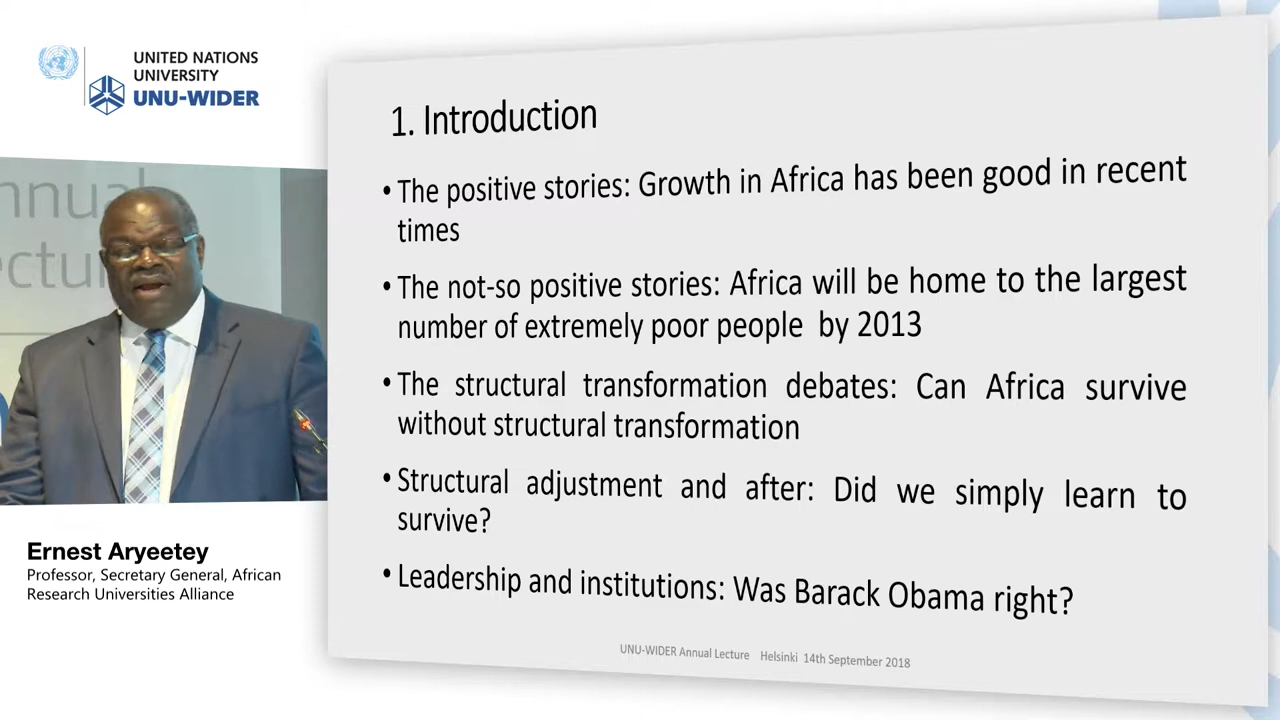 UNITED NATIONS
UNIVERSITY
UNU-WIDER
nnual
ectu
Ernest Aryeetey
Professor, Secretary General, African
Research Universities Alliance
1. Introduction
• The positive stories: Growth in Africa has been good in recent
times
• The not-so positive stories: Africa will be home to the largest
number of extremely poor people by 2013
• The structural transformation debates: Can Africa survive
without structural transformation
• Structural adjustment and after: Did we simply learn to
survive?
• Leadership and institutions: Was Barack Obama right?
UNU-WIDER Annual Lecture Helsinki 14th September 2018